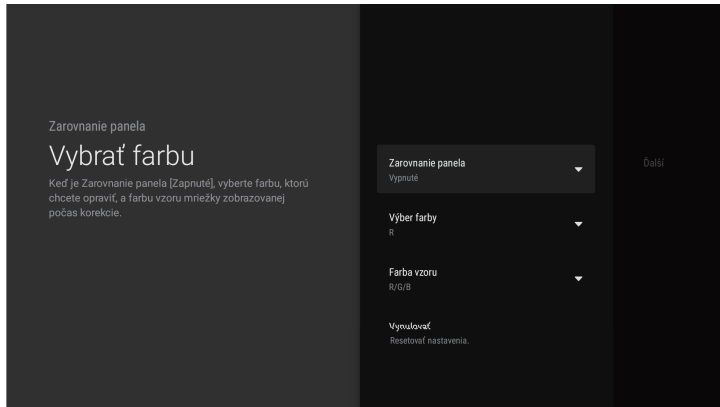 Zarovnanie panela
Vybrať farbu
Keď je Zarovnanie panela [Zapnuté], vyberte farbu, ktorú
chcete opraviť, a farbu vzoru mriežky zobrazovanej
počas korekcie.
Zarovnanie panela
Vypnuté
Výber farby
R
Farba vzoru
R/G/B
Vynulovať
Resetovať nastavenia.
Ďalší